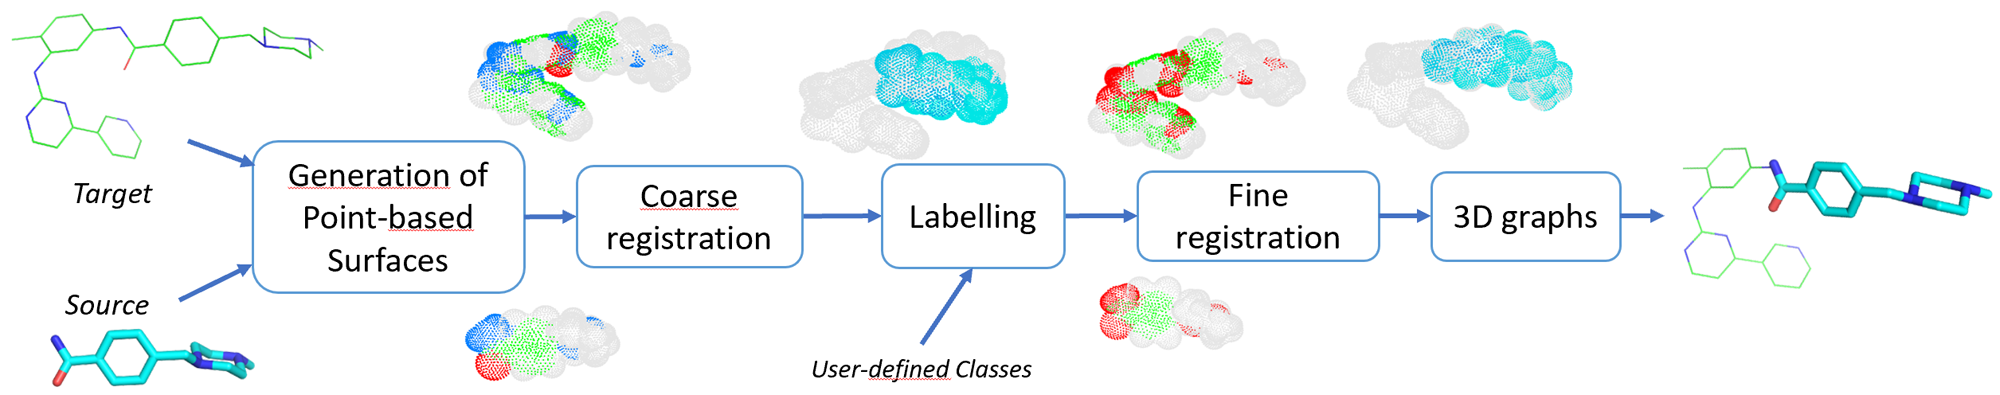 Target
Source
Generation of
Point-based
Surfaces
Coarse
registration
Labelling
User-defined Classes
Fine
registration
3D graphs